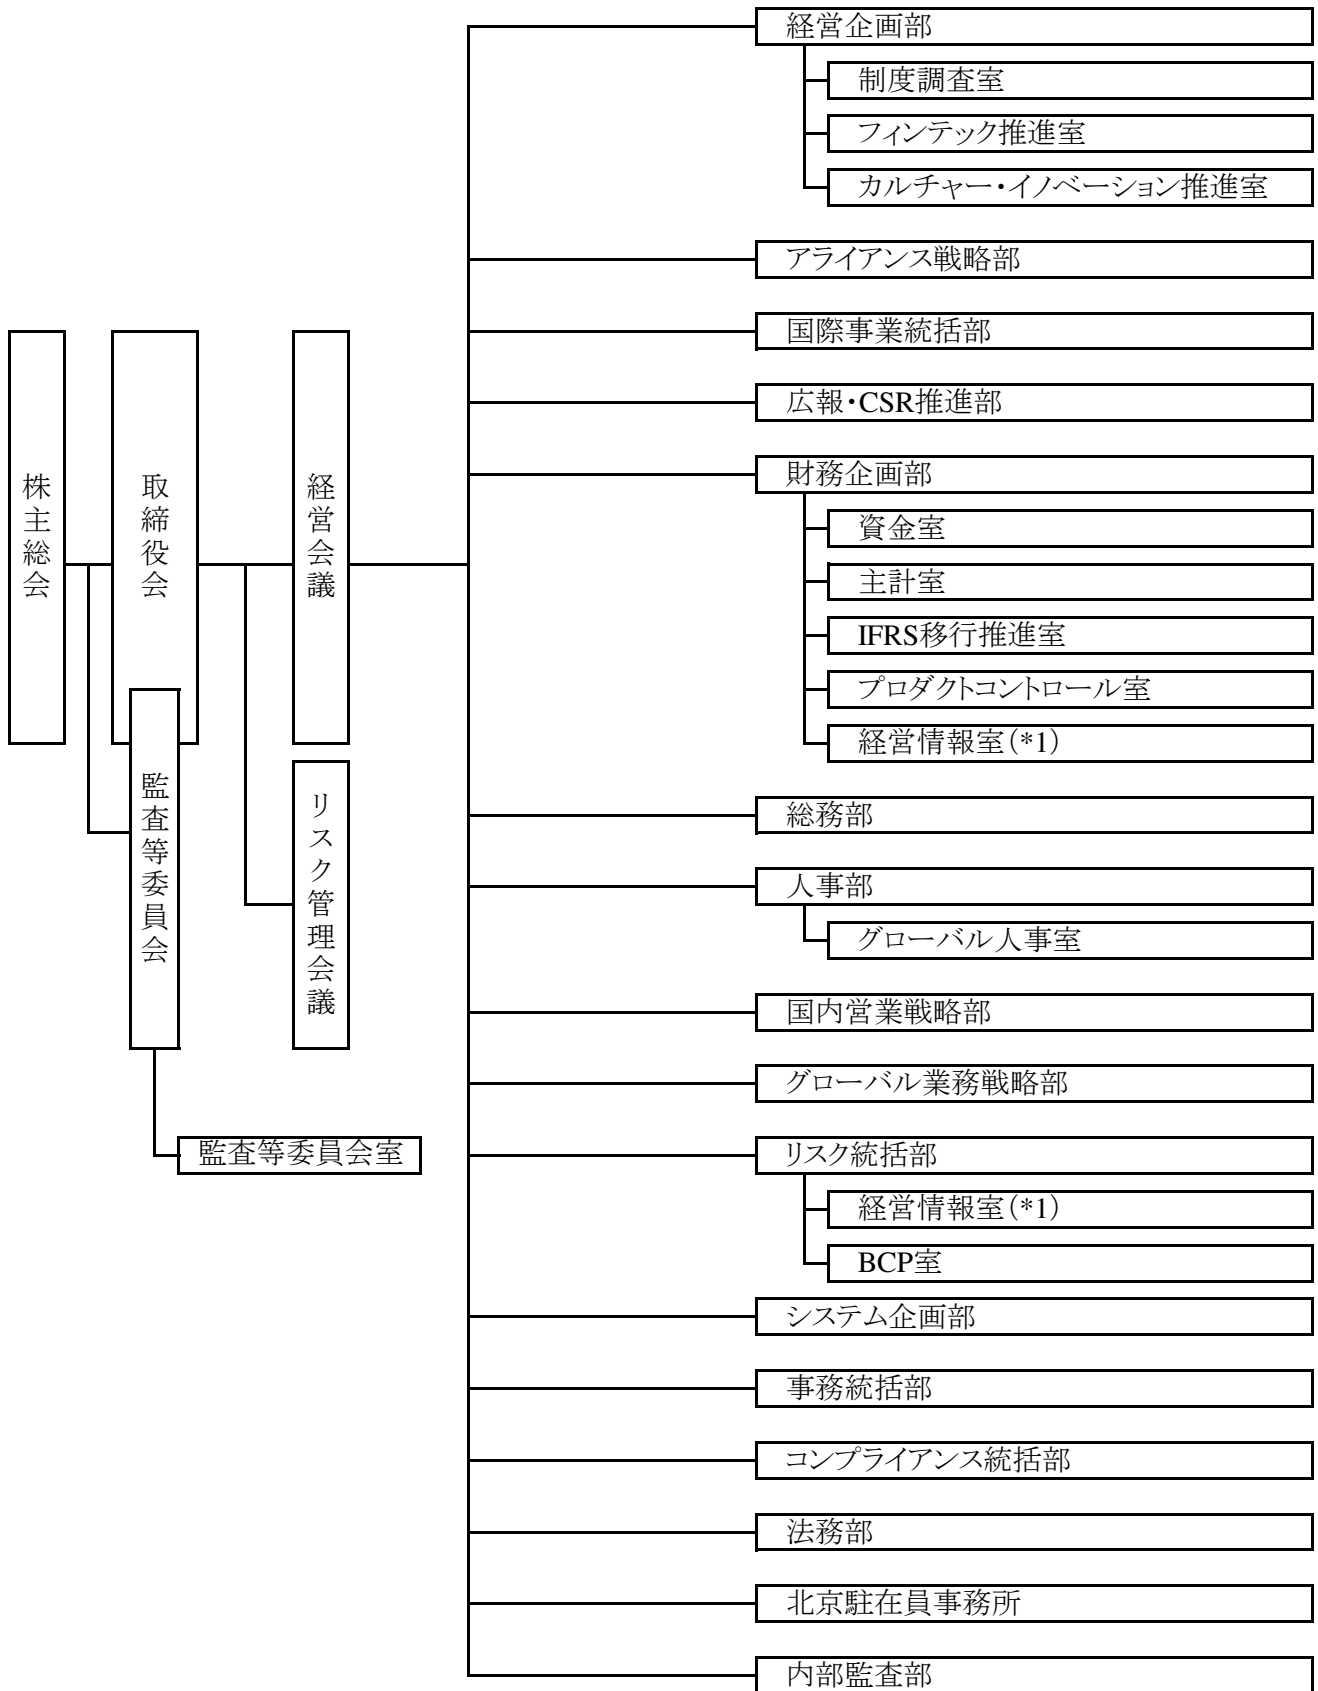 株主総会
取締役会
監査等委員会
監査等委員会室
経営会議
リスク管理会議
経営企画部
制度調査室
フィンテック推進室
カルチャー・イノベーション推進室
アライアンス戦略部
国際事業統括部
広報・CSR推進部
財務企画部
資金室
主計室
IFRS移行推進室
プロダクトコントロール室
経営情報室(*1)
総務部
人事部
グローバル人事室
国内営業戦略部
グローバル業務戦略部
リスク統括部
経営情報室(*1)
BCP室
システム企画部
事務統括部
コンプライアンス統括部
法務部
北京駐在員事務所
内部監査部